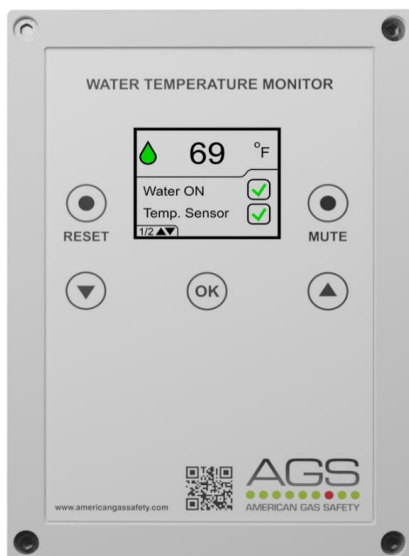 WATER TEMPERATURE MONITOR
69 °F
Water ON
Temp. Sensor
1/2 ▲▼
RESET
MUTE
OK
www.americangassafety.com
AGS
AMERICAN GAS SAFETY